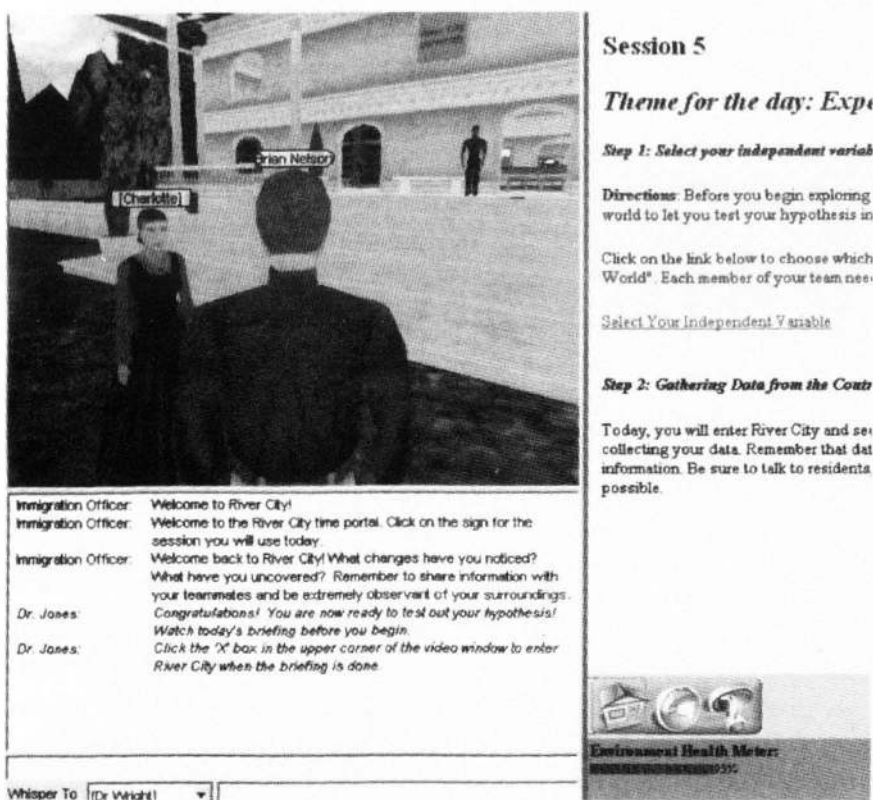 [Charlotte]
Brian Nelson
Immigration Officer: Welcome to River City!
Immigration Officer: Welcome to the River City time portal. Click on the sign for the
session you will use today.
Immigration Officer: Welcome back to River City! What changes have you noticed?
What have you uncovered? Remember to share information with
your teammates and be extremely observant of your surroundings.
Dr. Jones: Congratulations! You are now ready to test out your hypothesis!
Watch today's briefing before you begin.
Dr. Jones: Click the 'X' box in the upper corner of the video window to enter
River City when the briefing is done.
Whisper To [Dr Wright]
Session 5
Theme for the day: Expe
Step 1: Select your independent variab
Directions: Before you begin exploring
world to let you test your hypothesis in
Click on the link below to choose which
World". Each member of your team nee
Select Your Independent Variable
Step 2: Gathering Data from the Contr
Today, you will enter River City and se
collecting your data. Remember that dat
information. Be sure to talk to residents
possible.
Environment Health Meter:
95%